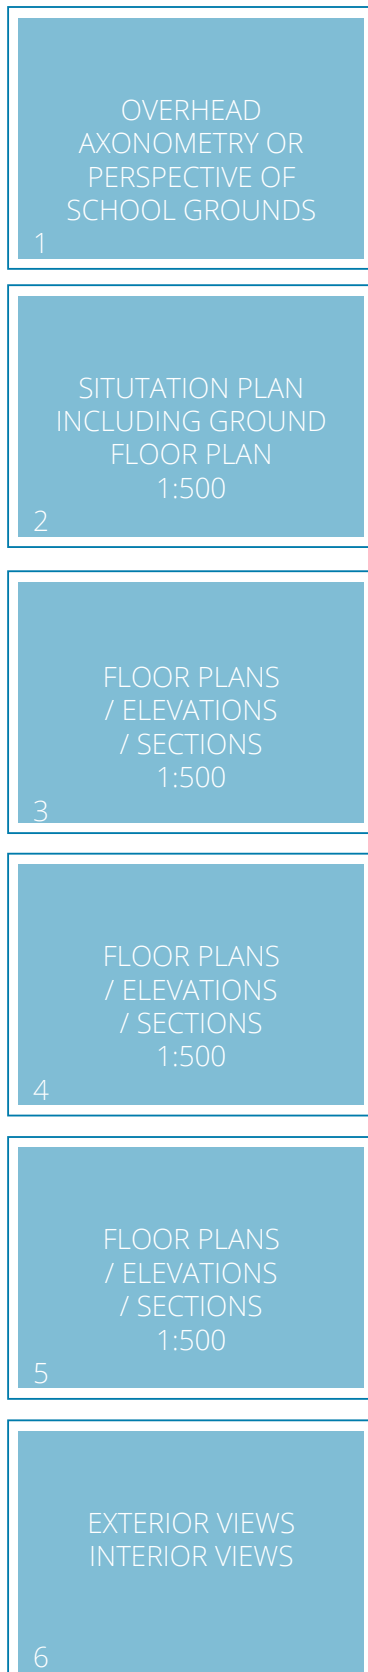 OVERHEAD
AXONOMETRY OR
PERSPECTIVE OF
SCHOOL GROUNDS
1
SITUTATION PLAN
INCLUDING GROUND
FLOOR PLAN
1:500
2
FLOOR PLANS
/ ELEVATIONS
/ SECTIONS
1:500
3
FLOOR PLANS
/ ELEVATIONS
/ SECTIONS
1:500
4
FLOOR PLANS
/ ELEVATIONS
/ SECTIONS
1:500
5
EXTERIOR VIEWS
INTERIOR VIEWS
6